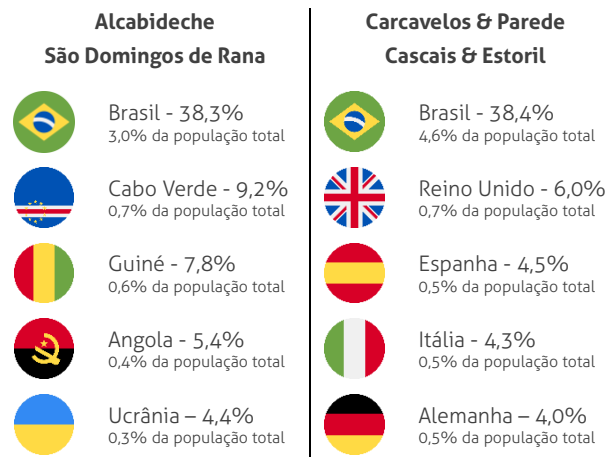 Alcabideche
São Domingos de Rana
Brasil - 38,3%
3,0% da população total
Cabo Verde - 9,2%
0,7% da população total
Guiné - 7,8%
0,6% da população total
Angola - 5,4%
0,4% da população total
Ucrânia – 4,4%
0,3% da população total
Carcavelos & Parede
Cascais & Estoril
Brasil - 38,4%
4,6% da população total
Reino Unido - 6,0%
0,7% da população total
Espanha - 4,5%
0,5% da população total
Itália - 4,3%
0,5% da população total
Alemanha – 4,0%
0,5% da população total